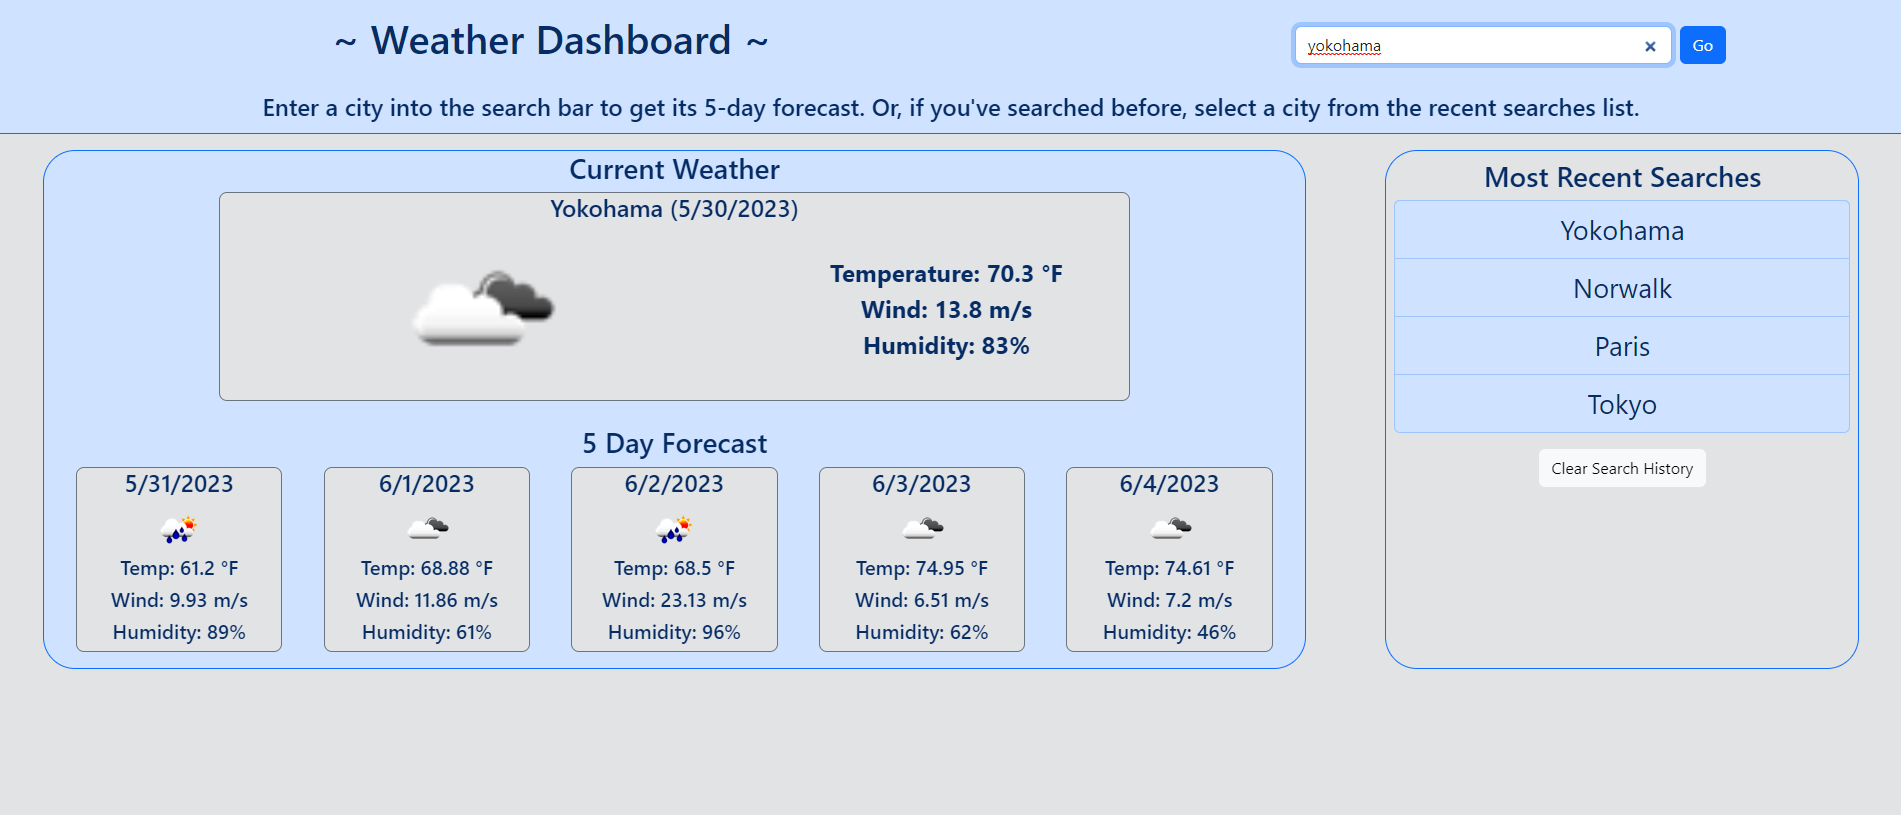 ~ Weather Dashboard ~
yokohama
Go
Enter a city into the search bar to get its 5-day forecast. Or, if you've searched before, select a city from the recent searches list.
Current Weather
Yokohama (5/30/2023)
Temperature: 70.3 °F
Wind: 13.8 m/s
Humidity: 83%
5 Day Forecast
5/31/2023
Temp: 61.2 °F
Wind: 9.93 m/s
Humidity: 89%
6/1/2023
Temp: 68.88 °F
Wind: 11.86 m/s
Humidity: 61%
6/2/2023
Temp: 68.5 °F
Wind: 23.13 m/s
Humidity: 96%
6/3/2023
Temp: 74.95 °F
Wind: 6.51 m/s
Humidity: 62%
6/4/2023
Temp: 74.61 °F
Wind: 7.2 m/s
Humidity: 46%
Most Recent Searches
Yokohama
Norwalk
Paris
Tokyo
Clear Search History